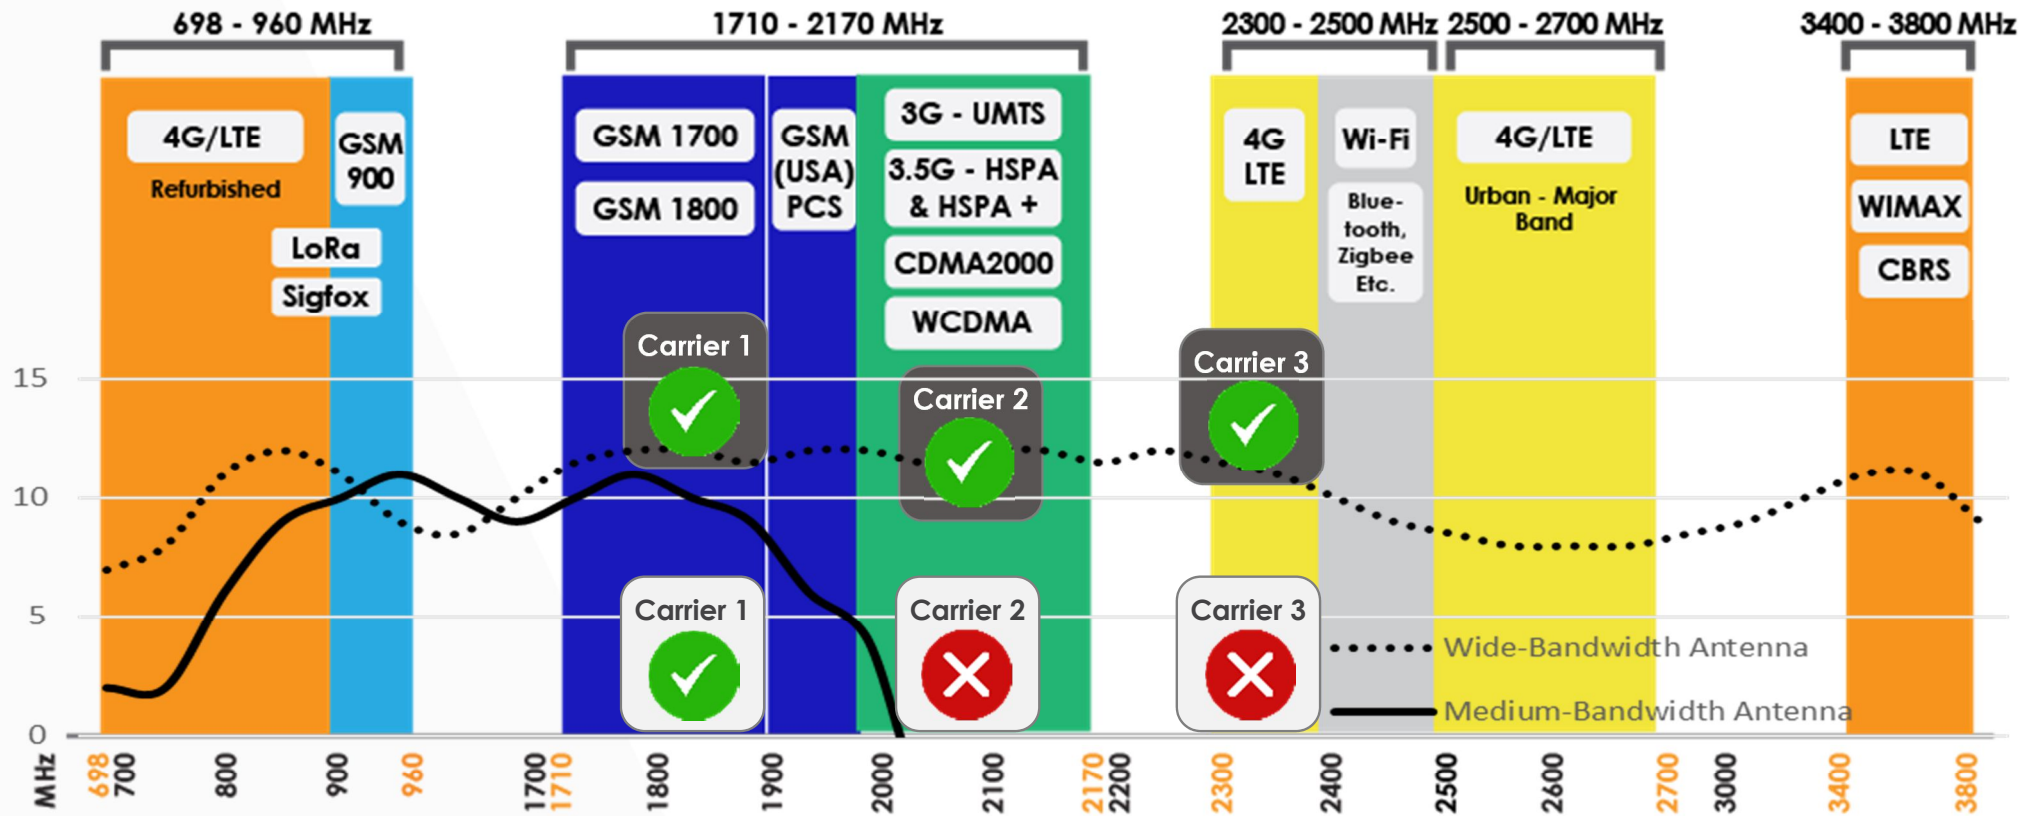 698 - 960 MHz
1710 - 2170 MHz
2300 - 2500 MHz
2500 - 2700 MHz
3400 - 3800 MHz
4G/LTE
Refurbished
GSM
900
LoRa
Sigfox
GSM 1700
GSM 1800
GSM
(USA)
PCS
3G - UMTS
3.5G - HSPA
& HSPA +
CDMA2000
WCDMA
4G
LTE
Wi-Fi
Blue-
tooth,
Zigbee
Etc.
4G/LTE
Urban - Major
Band
LTE
WIMAX
CBRS
Carrier 1
Carrier 2
Carrier 3
15
10
5
0
Carrier 1
Carrier 2
Carrier 3
Wide-Bandwidth Antenna
Medium-Bandwidth Antenna
MHz
698
700
800
900
960
1700
1710
1800
1900
2000
2100
2170
2200
2300
2400
2500
2600
2700
3000
3400
3800